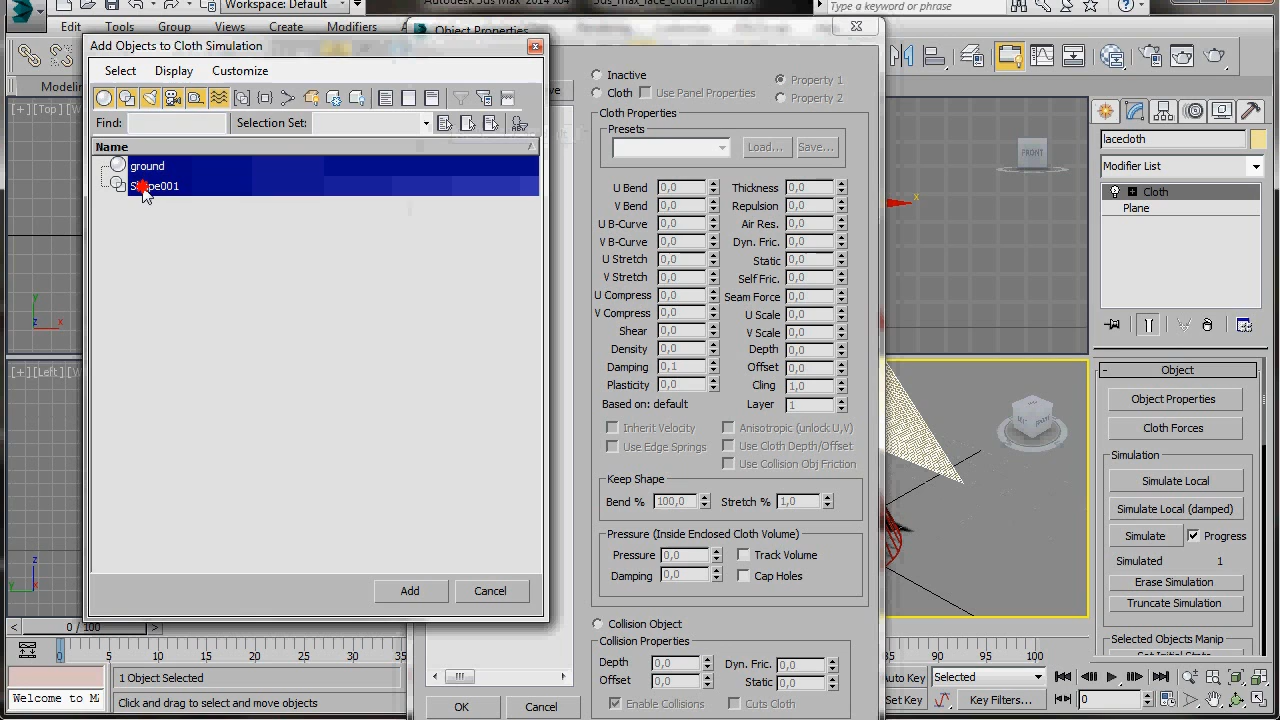 Workspace: Default
Autodesk 3ds Max 2014 x64
3ds_max_lace_cloth_part1.max
Type a keyword or phrase
Edit Tools Group Views Create Modifiers
Object Properties
Add Objects to Cloth Simulation
Select Display Customize
Find:
Selection Set:
Name
ground
Shape001
Add Cancel
[+][Top]
[+][Left]
Inactive
Cloth Use Panel Properties
Property 1
Property 2
Cloth Properties
Presets
Load... Save...
U Bend 0,0 Thickness 0,0
V Bend 0,0 Repulsion 0,0
U B-Curve 0,0 Air Res. 0,0
V B-Curve 0,0 Dyn. Fric. 0,0
U Stretch 0,0 Static 0,0
V Stretch 0,0 Self Fric. 0,0
U Compress 0,0 Seam Force 0,0
V Compress 0,0 U Scale 0,0
Shear 0,0 V Scale 0,0
Density 0,0 Depth 0,0
Damping 0,1 Offset 0,0
Plasticity 0,0 Cling 1,0
Based on: default Layer 1
Inherit Velocity Anisotropic (unlock U,V)
Use Edge Springs Use Cloth Depth/Offset
Use Collision Obj Friction
Keep Shape
Bend % 100,0 Stretch % 1,0
Pressure (Inside Enclosed Cloth Volume)
Pressure 0,0 Track Volume
Damping 0,0 Cap Holes
Collision Object
Collision Properties
Depth 0,0 Dyn. Fric. 0,0
Offset 0,0 Static 0,0
Enable Collisions Cuts Cloth
OK Cancel
FRONT
x
y
z x
z
y
lacecloth
Modifier List
Cloth
Plane
- Object
Object Properties
Cloth Forces
Simulation
Simulate Local
Simulate Local (damped)
Simulate Progress
Simulated 1
Erase Simulation
Truncate Simulation
Selected Objects Manip
Set Initial State
< 0 / 100 >
0 5 10 15 20 25 30 35
85 90 95 100
1 Object Selected
Welcome to M
Click and drag to select and move objects
Auto Key Selected
Set Key Key Filters... 0